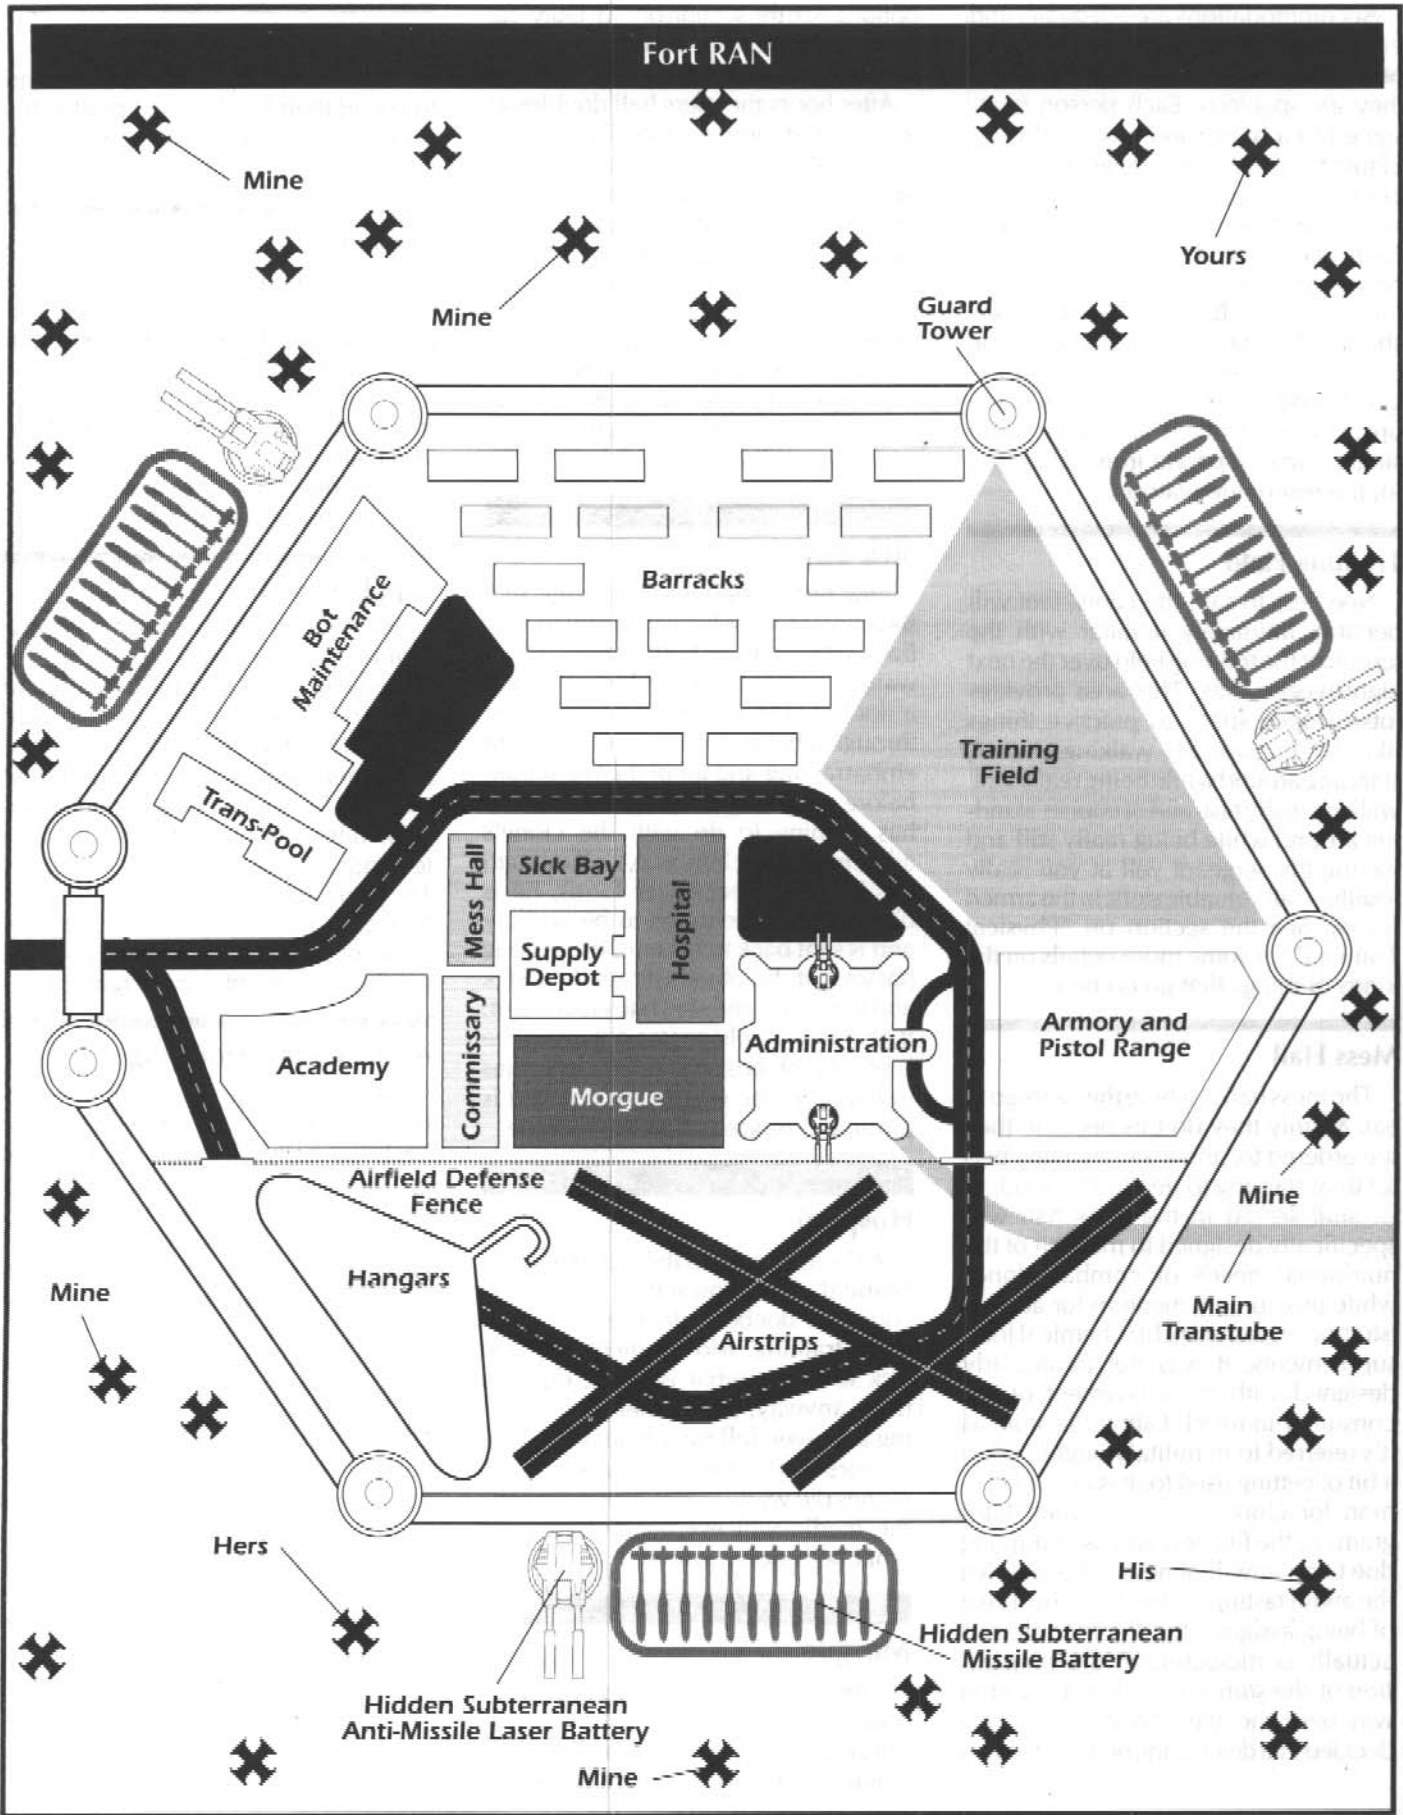 Fort RAN
Mine
Yours
Mine
Guard
Tower
Bot
Maintenance
Barracks
Training
Field
Trans-Pool
Mess Hall
Sick Bay
Hospital
Supply
Depot
Academy
Commissary
Administration
Armory and
Pistol Range
Morgue
Airfield Defense
Fence
Mine
Hangars
Mine
Main
Transtube
Airstrips
Hers
His
Hidden Subterranean
Missile Battery
Hidden Subterranean
Anti-Missile Laser Battery
Mine